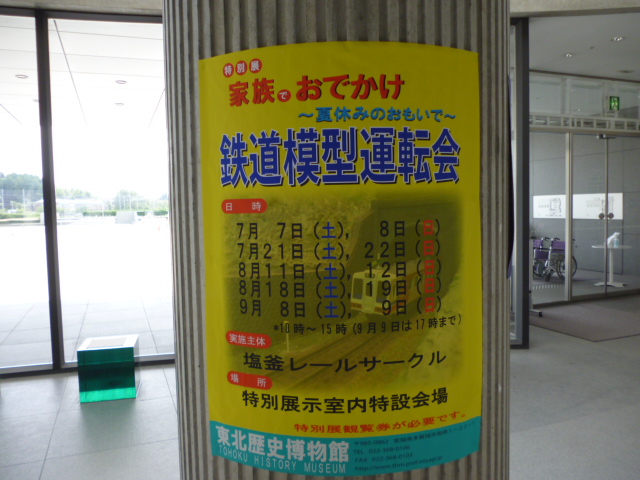 特別展
家族でおでかけ
～夏休みのおもいで～
鉄道模型運転会
日時
7月 7日(土), 8日(日)
7月21日(土), 22日(日)
8月11日(土), 12日(日)
8月18日(土), 19日(日)
9月 8日(土), 9日(日)
*10時～15時(9月9日は17時まで)
実施主体
塩釜レールサークル
場所
特別展示室内特設会場
特別展観覧券が必要です。
東北歴史博物館
TOHOKU HISTORY MUSEUM